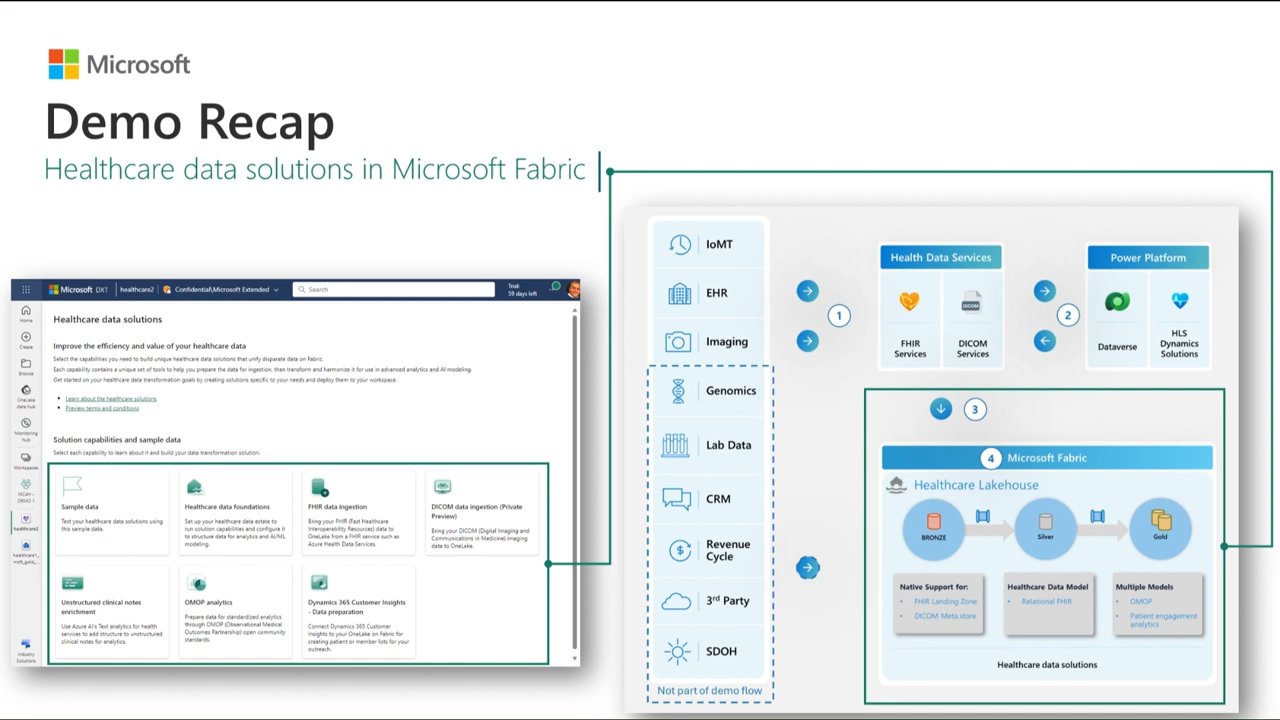 Microsoft
Demo Recap
Healthcare data solutions in Microsoft Fabric
Microsoft DXT
healthcare2
Confidential\Microsoft Extended
Search
Trial:
59 days left
Home
Create
Browse
OneLake
data hub
Monitoring
hub
Workspaces
healthcare2
Industry
Solutions
Healthcare data solutions
Improve the efficiency and value of your healthcare data
Select the capabilities you need to build unique healthcare data solutions that unify disparate data on Fabric.
Each capability contains a unique set of tools to help you prepare the data for ingestion, then transform and harmonize it for use in advanced analytics and AI modeling.
Get started on your healthcare data transformation goals by creating solutions specific to your needs and deploy them to your workspace.
• Learn about the healthcare solutions
• Preview terms and conditions
Solution capabilities and sample data
Select each capability to learn about it and build your data transformation solution.
Sample data
Test your healthcare data solutions using
this sample data.
Healthcare data foundations
Set up your healthcare data estate to
run solution capabilities and configure it
to structure data for analytics and AI/ML
modeling.
FHIR data ingestion
Bring your FHIR (Fast Healthcare
Interoperability Resources) data to
OneLake from a FHIR service such as
Azure Health Data Services.
DICOM data ingestion (Private
Preview)
Bring your DICOM (Digital Imaging and
Communications in Medicine) imaging
data to OneLake.
Unstructured clinical notes
enrichment
Use Azure AI's Text analytics for health
services to add structure to unstructured
clinical notes for analytics.
OMOP analytics
Prepare data for standardized analytics
through OMOP (Observational Medical
Outcomes Partnership) open community
standards.
Dynamics 365 Customer Insights
- Data preparation
Connect Dynamics 365 Customer
Insights to your OneLake on Fabric for
creating patient or member lists for your
outreach.
IoMT
EHR
Imaging
Genomics
Lab Data
CRM
Revenue
Cycle
3rd Party
SDOH
Not part of demo flow
1
Health Data Services
FHIR
Services
DICOM
DICOM
Services
2
Power Platform
Dataverse
HLS
Dynamics
Solutions
3
4 Microsoft Fabric
Healthcare Lakehouse
BRONZE
Silver
Gold
Native Support for:
• FHIR Landing Zone
• DICOM Meta store
Healthcare Data Model
• Relational FHIR
Multiple Models
• OMOP
• Patient engagement
analytics
Healthcare data solutions